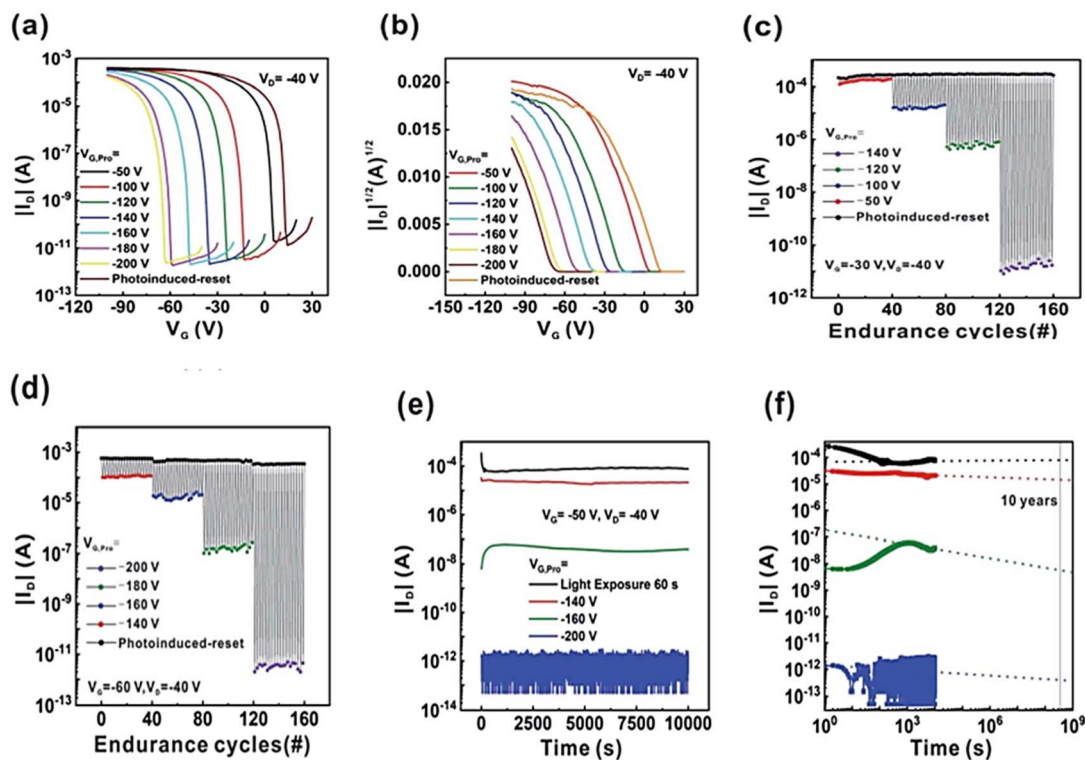 (a)
V_D= -40 V
10^-3
10^-5
10^-7
10^-9
10^-11
10^-13
|I_D| (A)
V_G,Pro=
-50 V
-100 V
-120 V
-140 V
-160 V
-180 V
-200 V
Photoinduced-reset
-120 -90 -60 -30 0 30
V_G (V)
(b)
V_D= -40 V
0.020
0.015
0.010
0.005
0.000
|I_D|^1/2(A)^1/2
V_G,Pro=
-50 V
-100 V
-120 V
-140 V
-160 V
-180 V
-200 V
Photoinduced-reset
-150 -120 -90 -60 -30 0 30
V_G (V)
(c)
10^-4
10^-6
10^-8
10^-10
10^-12
|I_D| (A)
V_G,Pro=
-140 V
-120 V
-100 V
-50 V
Photoinduced-reset
V_G=-30 V,V_D=-40 V
0 40 80 120 160
Endurance cycles(#)
(d)
10^-1
10^-3
10^-5
10^-7
10^-9
10^-11
10^-13
|I_D| (A)
V_G,Pro=
-200 V
-180 V
-160 V
-140 V
Photoinduced-reset
V_G=-60 V,V_D=-40 V
0 40 80 120 160
Endurance cycles(#)
(e)
10^-4
10^-6
10^-8
10^-10
10^-12
10^-14
|I_D| (A)
V_G= -50 V, V_D= -40 V
V_G,Pro=
Light Exposure 60 s
-140 V
-160 V
-200 V
0 2500 5000 7500 10000
Time (s)
(f)
10^-4
10^-5
10^-6
10^-7
10^-8
10^-9
10^-10
10^-11
10^-12
10^-13
|I_D| (A)
10 years
10^0 10^3 10^6 10^9
Time (s)